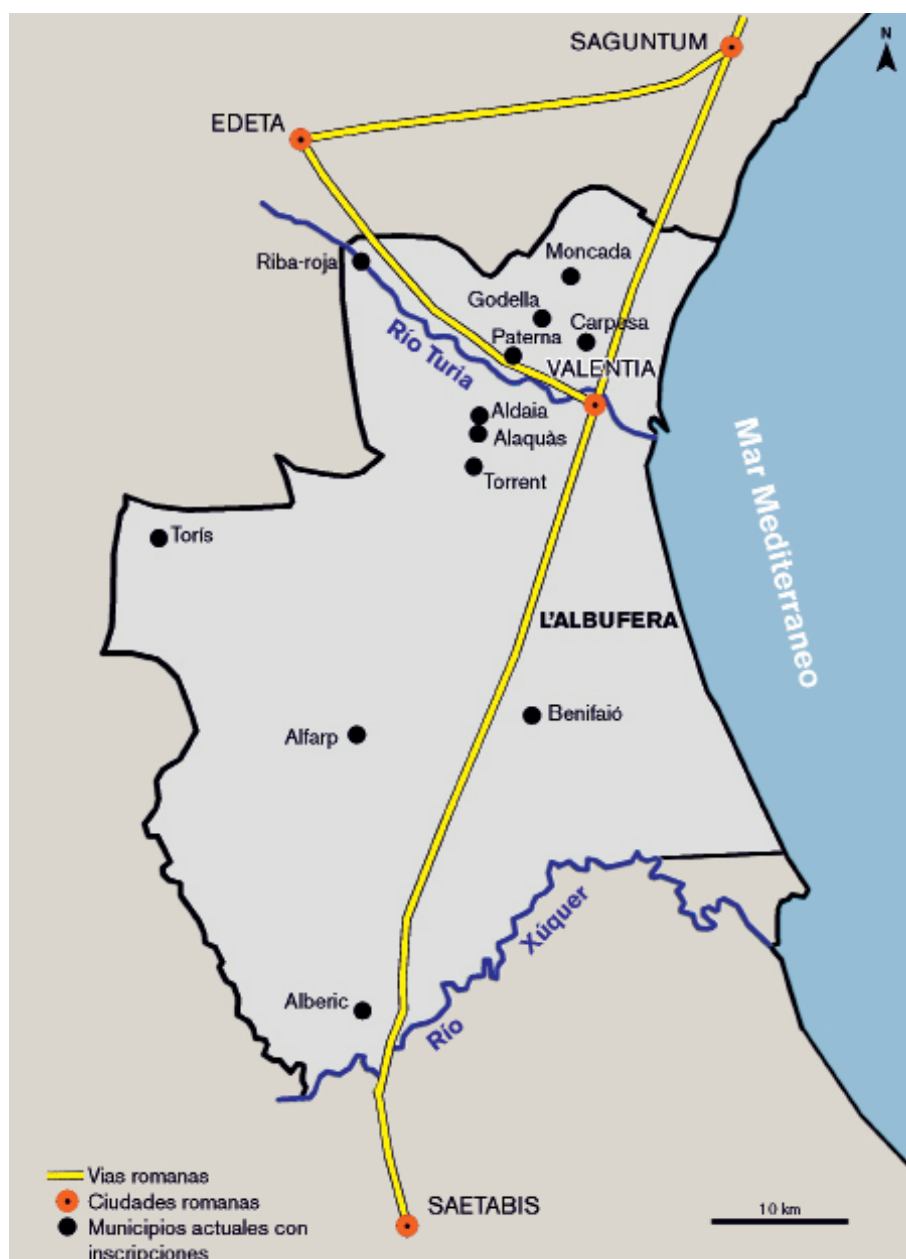 SAGUNTUM
N
EDETA
Riba-roja
Moncada
Godella
Carpesa
Paterna
Río Turia
VALENTIA
Aldaia
Alaquàs
Torrent
Mar Mediterraneo
Torís
L'ALBUFERA
Benifaió
Alfarp
Río Xúquer
Alberic
Vias romanas
Ciudades romanas
Municipios actuales con
inscripciones
SAETABIS
10 km